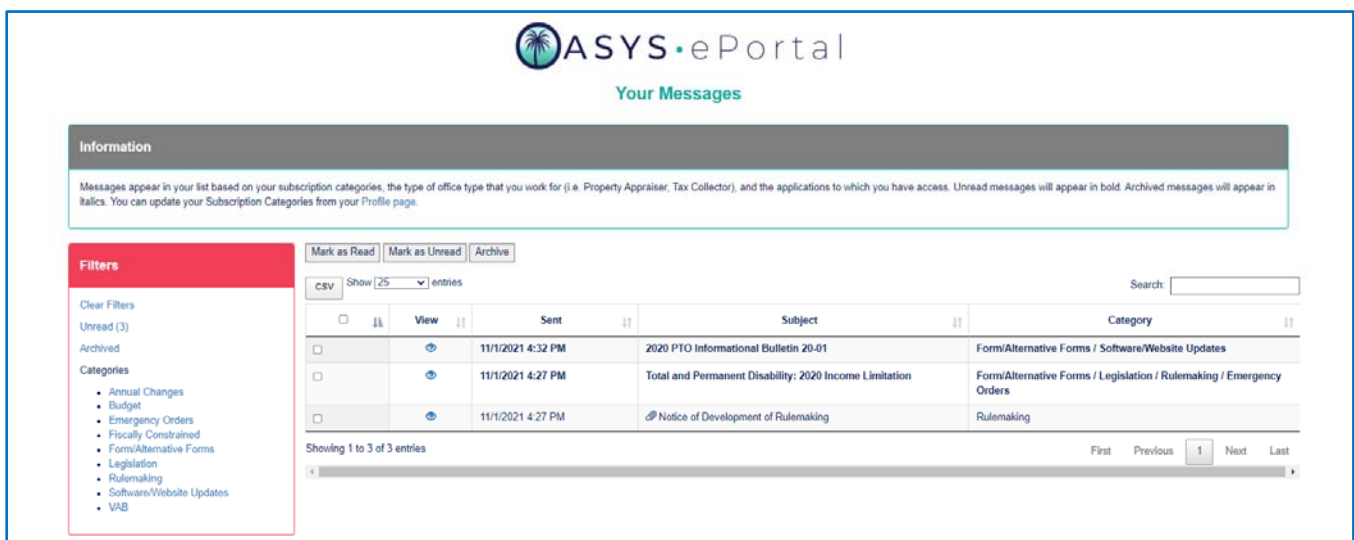 OASYS·ePortal
Your Messages
Information
Messages appear in your list based on your subscription categories, the type of office type that you work for (i.e. Property Appraiser, Tax Collector), and the applications to which you have access. Unread messages will appear in bold. Archived messages will appear in
italics. You can update your Subscription Categories from your Profile page.
Filters
Clear Filters
Unread (3)
Archived
Categories
• Annual Changes
• Budget
• Emergency Orders
• Fiscally Constrained
• Form/Alternative Forms
• Legislation
• Rulemaking
• Software/Website Updates
• VAB
Mark as Read Mark as Unread Archive
CSV Show 25 entries Search:
View Sent Subject Category
11/1/2021 4:32 PM 2020 PTO Informational Bulletin 20-01 Form/Alternative Forms / Software/Website Updates
11/1/2021 4:27 PM Total and Permanent Disability: 2020 Income Limitation Form/Alternative Forms / Legislation / Rulemaking / Emergency
Orders
11/1/2021 4:27 PM Notice of Development of Rulemaking Rulemaking
Showing 1 to 3 of 3 entries First Previous 1 Next Last